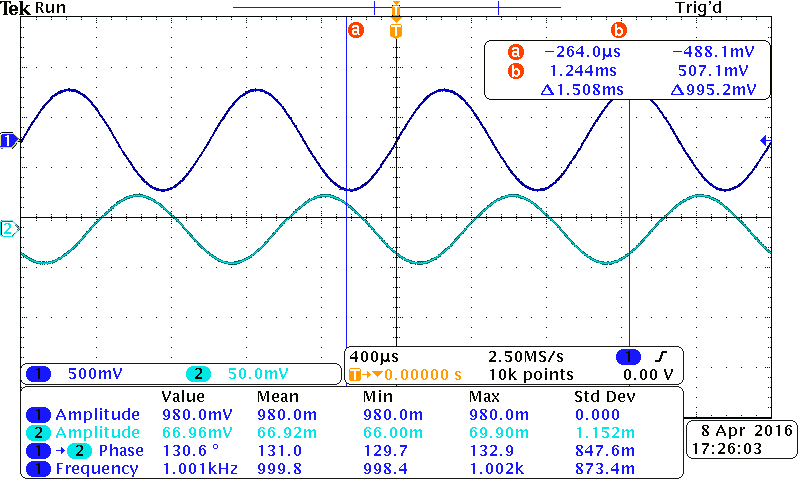 Tek Run Trig'd
T
a T b
a −264.0µs −488.1mV
b 1.244ms 507.1mV
Δ1.508ms Δ995.2mV
1
2
1 500mV 2 50.0mV
400µs 2.50MS/s 1
T→▼0.00000 s 10k points 0.00 V
Value Mean Min Max Std Dev
1 Amplitude 980.0mV 980.0m 980.0m 980.0m 0.000
2 Amplitude 66.96mV 66.92m 66.00m 69.90m 1.152m
1→2 Phase 130.6° 131.0 129.7 132.9 847.6m
1 Frequency 1.001kHz 999.8 998.4 1.002k 873.4m
8 Apr 2016
17:26:03